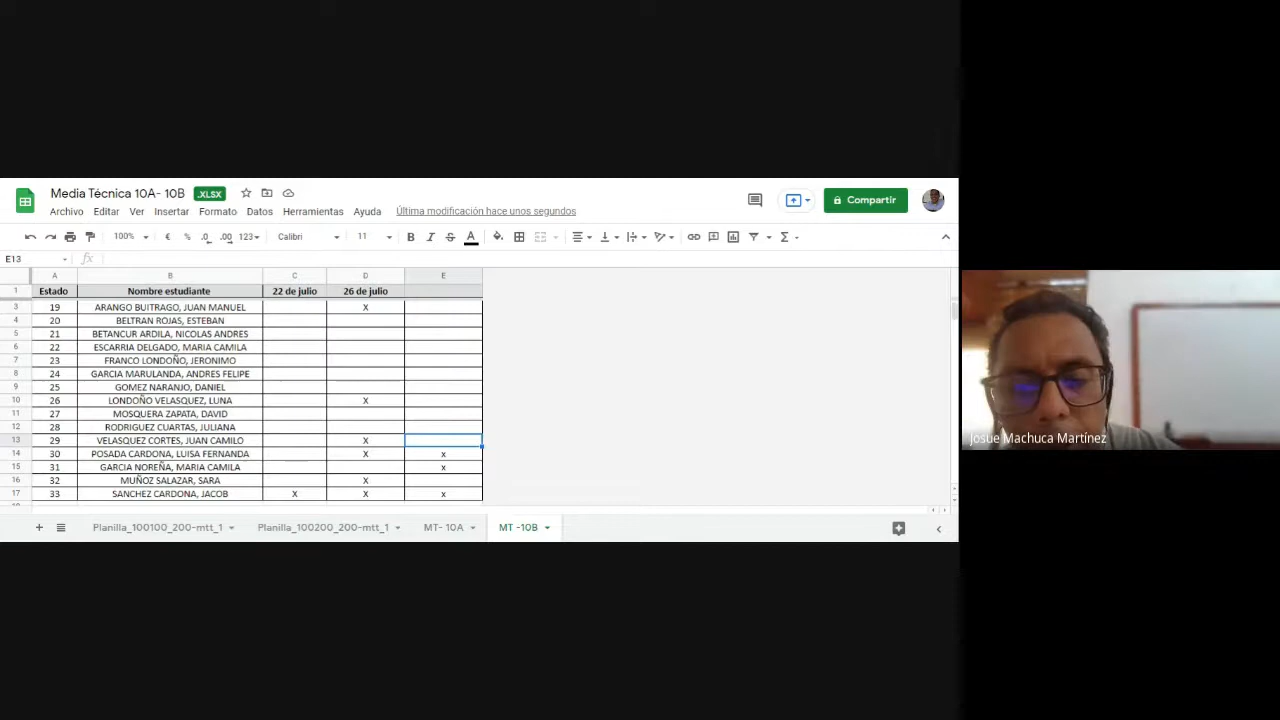 Media Técnica 10A- 10B .XLSX
Archivo Editar Ver Insertar Formato Datos Herramientas Ayuda Última modificación hace unos segundos
Compartir
100% € % .0 .00 123 Calibri 11 B I S A Σ
E13 fx
A B C D E
1 Estado Nombre estudiante 22 de julio 26 de julio
3 19 ARANGO BUITRAGO, JUAN MANUEL X
4 20 BELTRAN ROJAS, ESTEBAN
5 21 BETANCUR ARDILA, NICOLAS ANDRES
6 22 ESCARRIA DELGADO, MARIA CAMILA
7 23 FRANCO LONDOÑO, JERONIMO
8 24 GARCIA MARULANDA, ANDRES FELIPE
9 25 GOMEZ NARANJO, DANIEL
10 26 LONDOÑO VELASQUEZ, LUNA X
11 27 MOSQUERA ZAPATA, DAVID
12 28 RODRIGUEZ CUARTAS, JULIANA
13 29 VELASQUEZ CORTES, JUAN CAMILO X
14 30 POSADA CARDONA, LUISA FERNANDA X x
15 31 GARCIA NOREÑA, MARIA CAMILA x
16 32 MUÑOZ SALAZAR, SARA X
17 33 SANCHEZ CARDONA, JACOB X X x
Planilla_100100_200-mtt_1 Planilla_100200_200-mtt_1 MT- 10A MT -10B
Josue Machuca Martínez